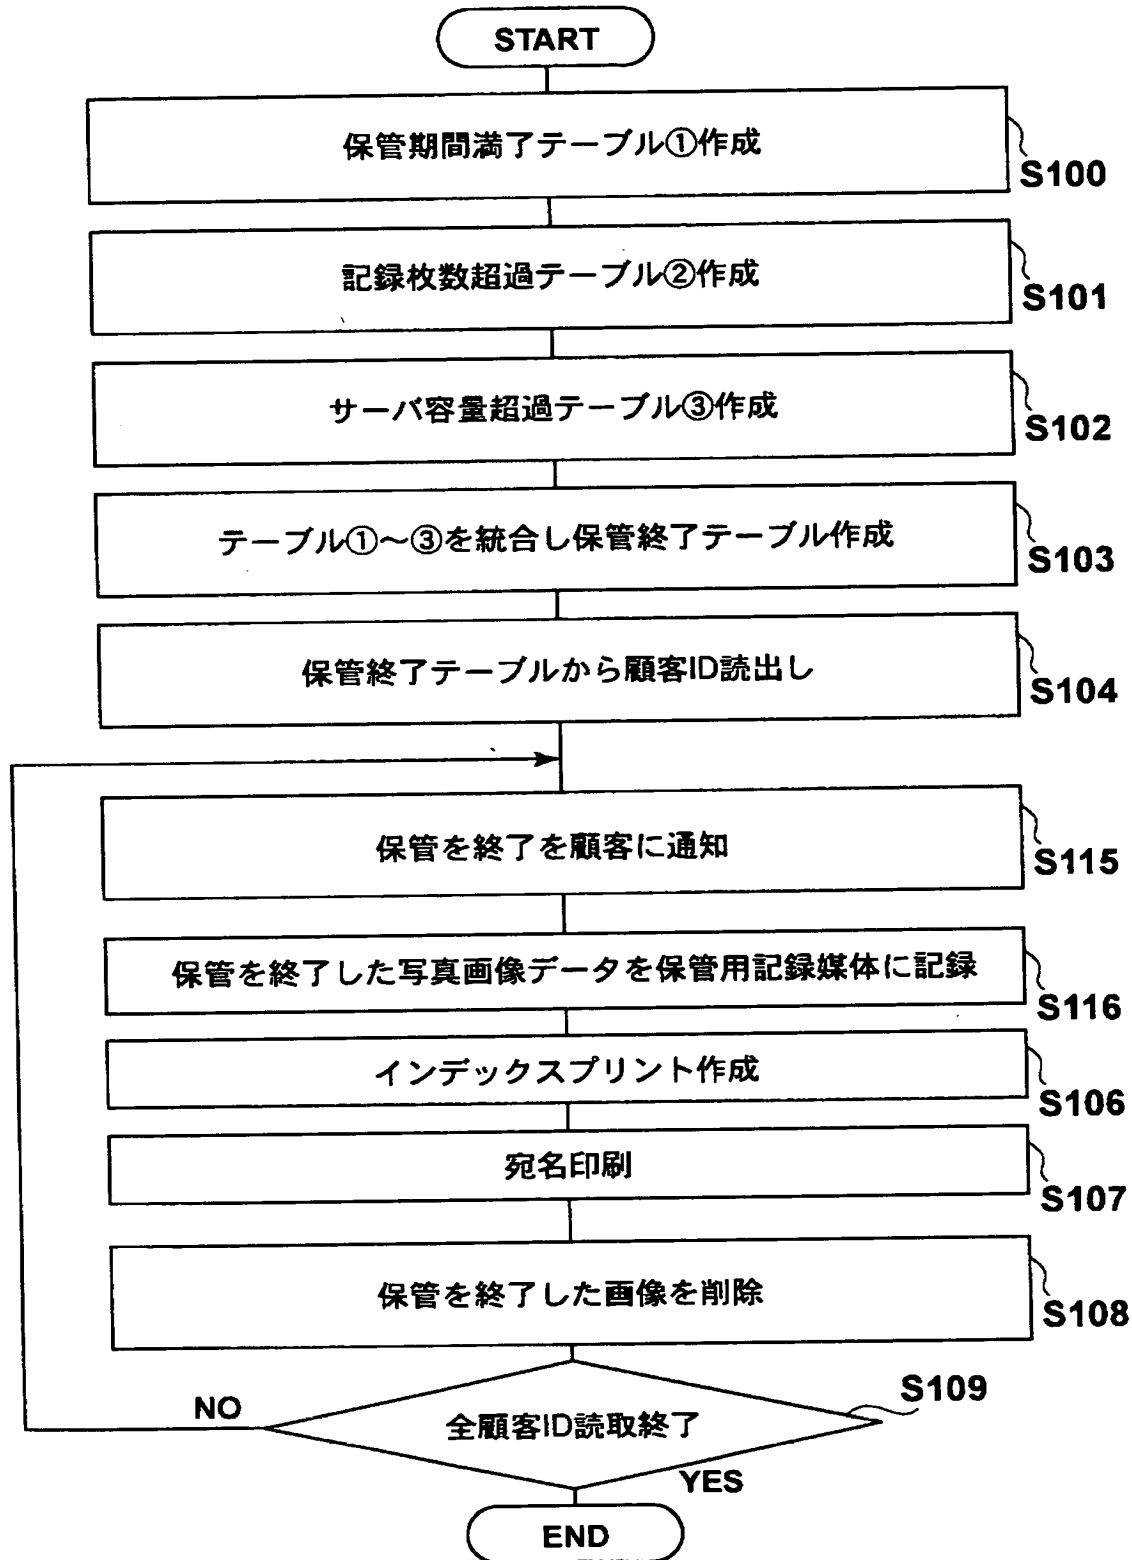 START
保管期間満了テーブル①作成
S100
記録枚数超過テーブル②作成
S101
サーバ容量超過テーブル③作成
S102
テーブル①～③を統合し保管終了テーブル作成
S103
保管終了テーブルから顧客ID読出し
S104
保管を終了を顧客に通知
S115
保管を終了した写真画像データを保管用記録媒体に記録
S116
インデックスプリント作成
S106
宛名印刷
S107
保管を終了した画像を削除
S108
S109
NO
全顧客ID読取終了
YES
END